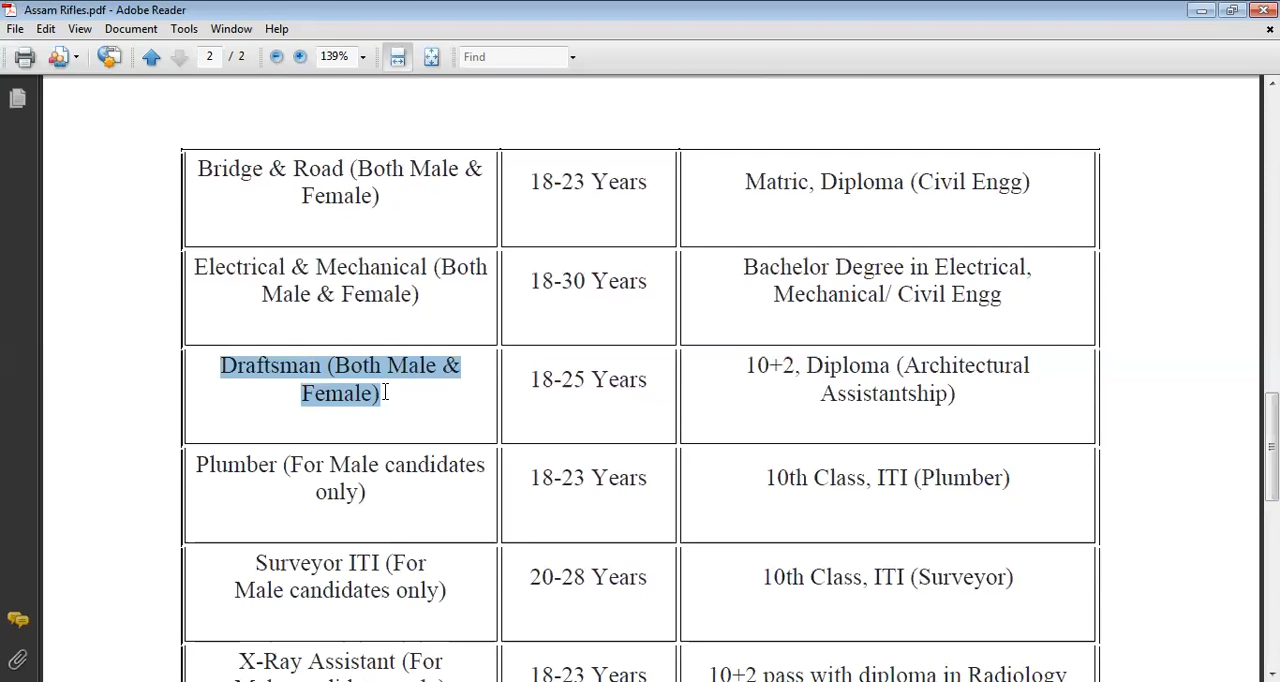 Assam Rifles.pdf - Adobe Reader
File Edit View Document Tools Window Help
2 / 2 139% Find
Bridge & Road (Both Male &
Female)
18-23 Years
Matric, Diploma (Civil Engg)
Electrical & Mechanical (Both
Male & Female)
18-30 Years
Bachelor Degree in Electrical,
Mechanical/ Civil Engg
Draftsman (Both Male &
Female)
18-25 Years
10+2, Diploma (Architectural
Assistantship)
Plumber (For Male candidates
only)
18-23 Years
10th Class, ITI (Plumber)
Surveyor ITI (For
Male candidates only)
20-28 Years
10th Class, ITI (Surveyor)
X-Ray Assistant (For
Male candidates only)
18-23 Years
10+2 pass with diploma in Radiology